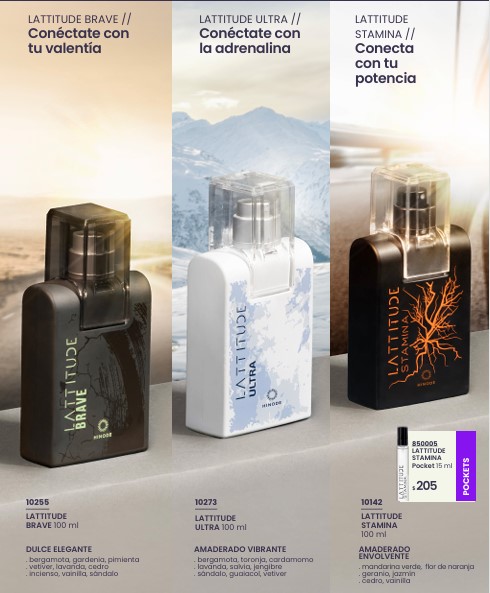 LATTITUDE BRAVE //
Conéctate con
tu valentía
LATTITUDE ULTRA //
Conéctate con
la adrenalina
LATTITUDE
STAMINA //
Conecta
con tu
potencia
LATTITUDE
BRAVE
HINODE
LATTITUDE
ULTRA
HINODE
LATTITUDE
STAMINA
HINODE
LATTITUDE
STAMINA
850005
LATTITUDE
STAMINA
Pocket 15 ml
$205
POCKETS
10255
LATTITUDE
BRAVE 100 ml
DULCE ELEGANTE
. bergamota, gardenia, pimienta
. vetiver, lavanda, cedro
. incienso, vainilla, sándalo
10273
LATTITUDE
ULTRA 100 ml
AMADERADO VIBRANTE
. bergamota, toronja, cardamomo
. lavanda, salvia, jengibre
. sándalo, guaiacol, vetiver
10142
LATTITUDE
STAMINA
100 ml
AMADERADO
ENVOLVENTE
. mandarina verde, flor de naranja
. geranio, jazmín
. cedro, vainilla